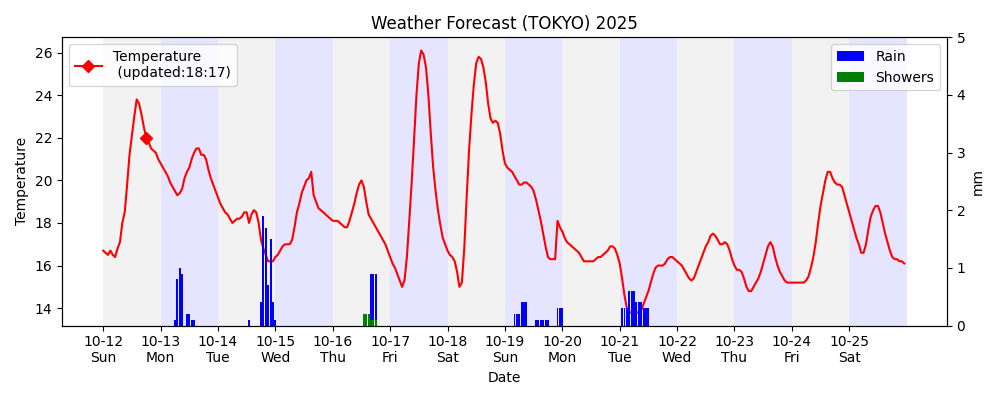 Weather Forecast (TOKYO) 2025
Temperature
(updated:18:17)
Rain
Showers
26
24
22
20
18
16
14
Temperature
5
4
3
2
1
0
mm
10-12 10-13 10-14 10-15 10-16 10-17 10-18 10-19 10-20 10-21 10-22 10-23 10-24 10-25
Sun Mon Tue Wed Thu Fri Sat Sun Mon Tue Wed Thu Fri Sat
Date